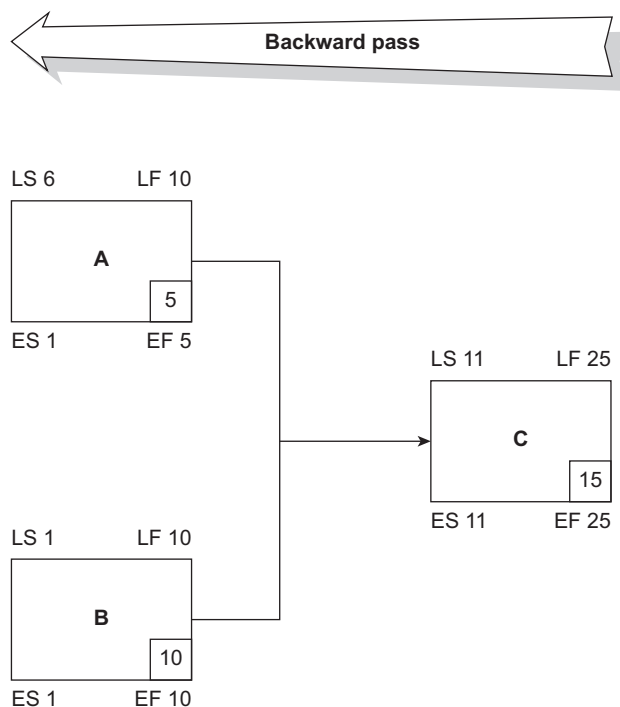 Backward pass
LS 6 LF 10
A
5
ES 1 EF 5
LS 11 LF 25
C
15
ES 11 EF 25
LS 1 LF 10
B
10
ES 1 EF 10